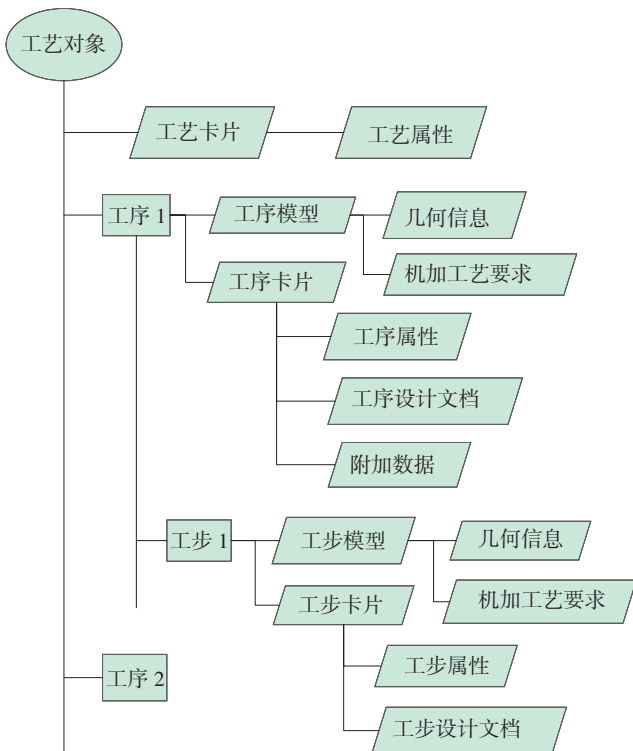 工艺对象
工艺卡片
工艺属性
工序 1
工序模型
几何信息
工序卡片
机加工艺要求
工序属性
工序设计文档
附加数据
工步 1
工步模型
几何信息
工步卡片
机加工艺要求
工步属性
工序 2
工步设计文档